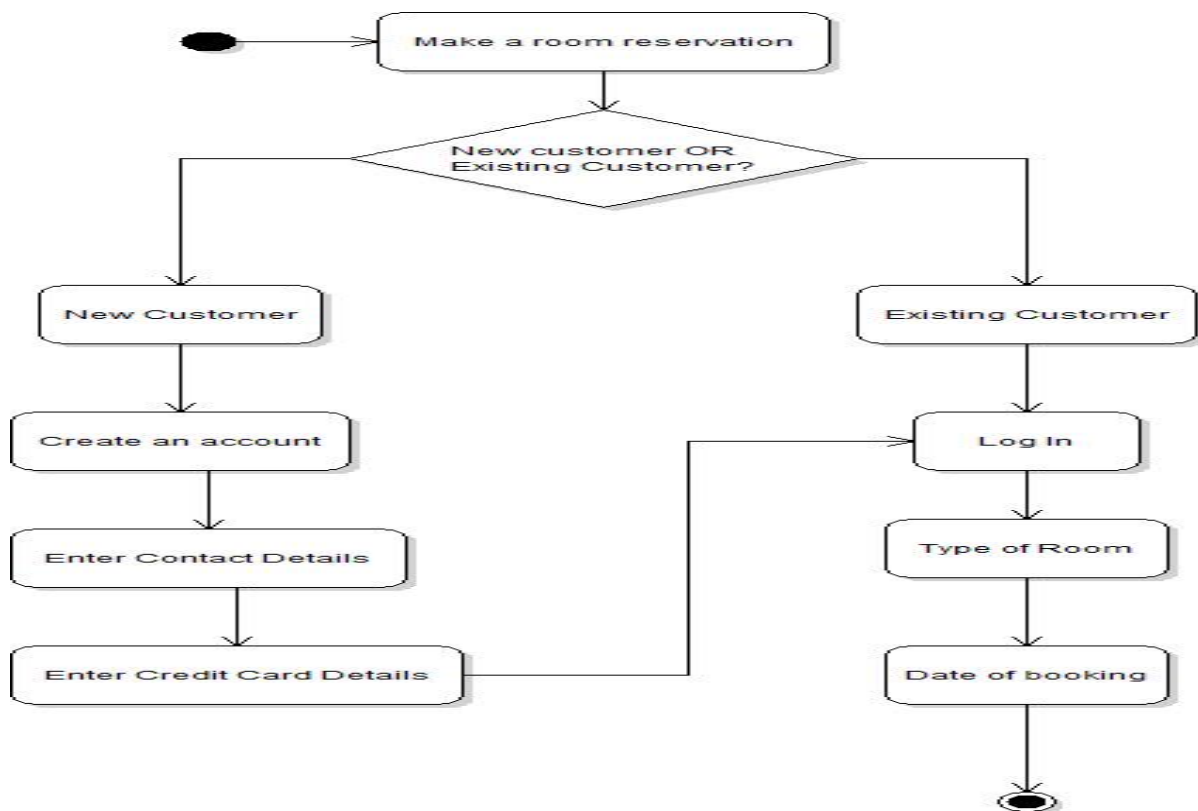 Make a room reservation
New customer OR
Existing Customer?
New Customer
Existing Customer
Create an account
Log In
Enter Contact Details
Type of Room
Enter Credit Card Details
Date of booking